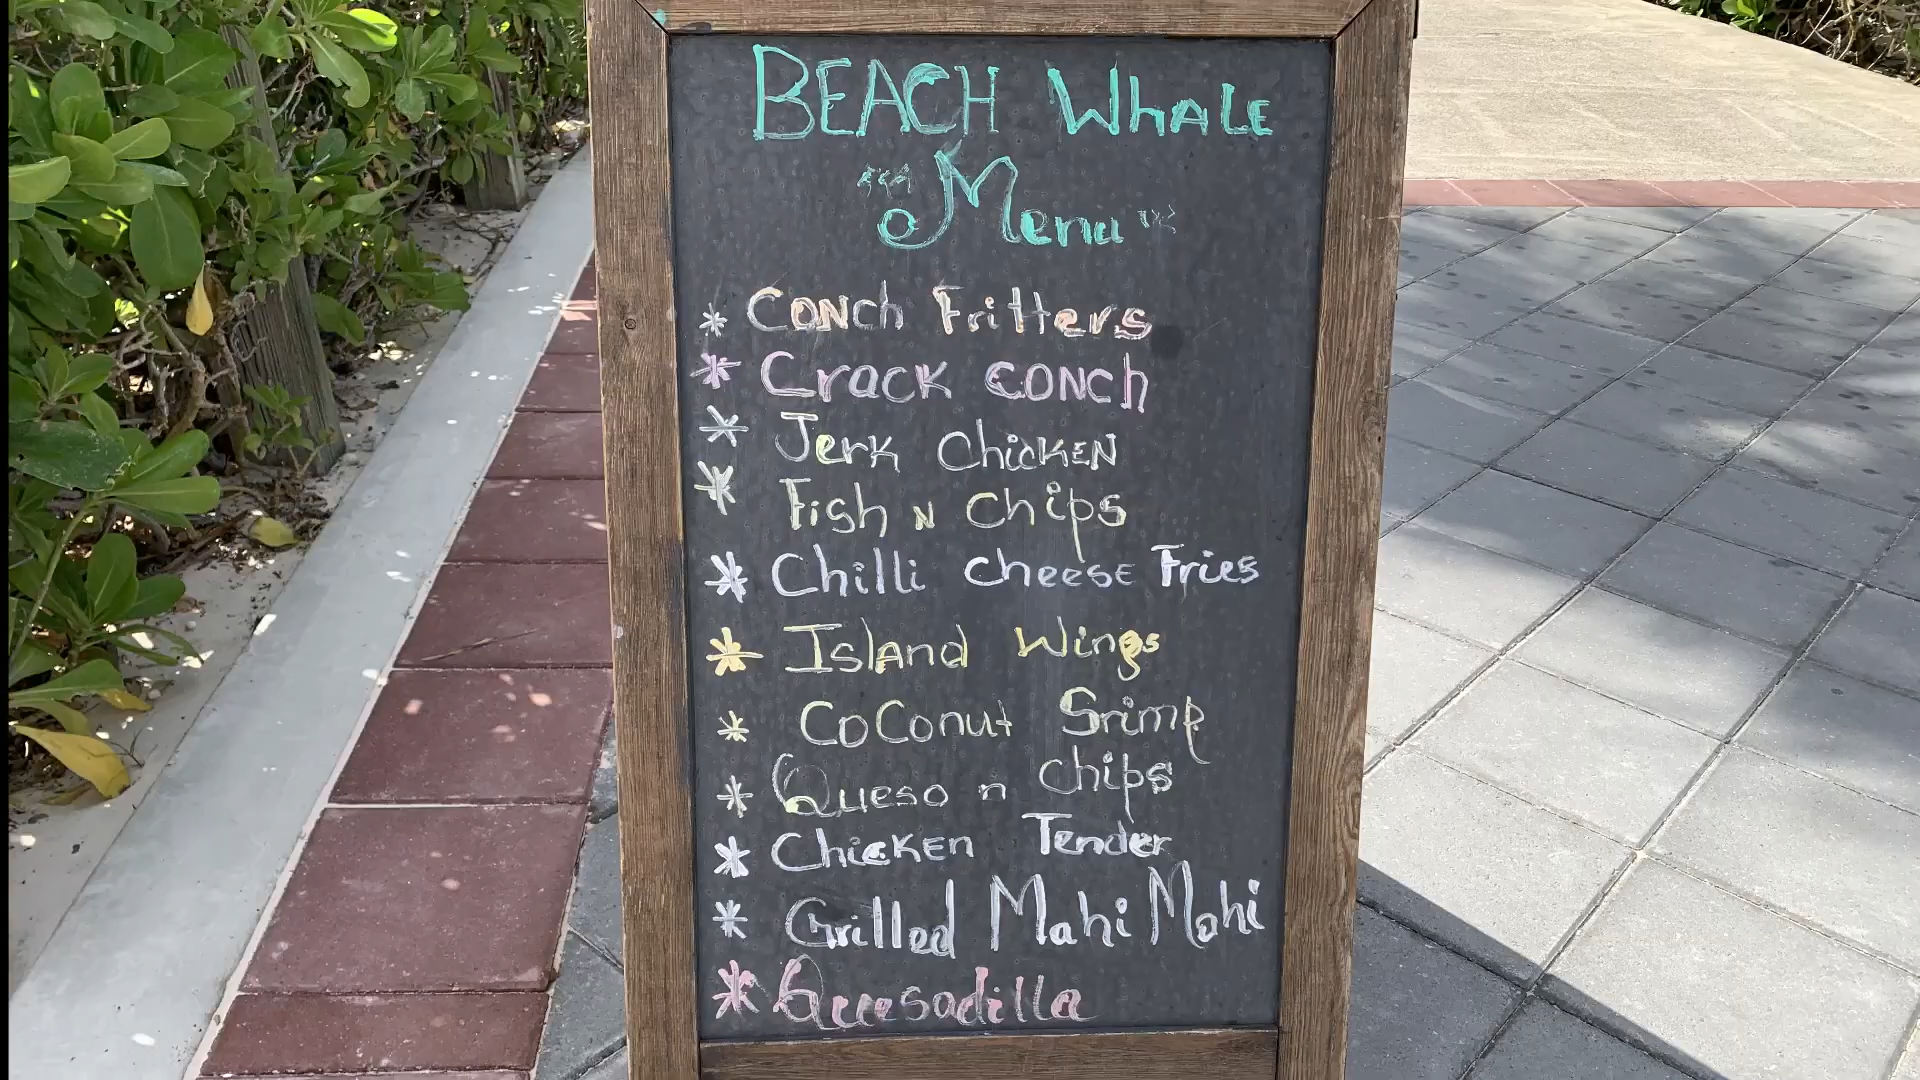 BEACH WhALE
Menu
* CONCh Fritters
* Crack CONCh
* Jerk ChiCKEN
* Fish N Chips
* Chilli CheesE Fries
* IslANd Wings
* CoConut Srimp
* Queso n Chips
* ChicKen Tender
* Grilled Mahi Mahi
* Quesadilla